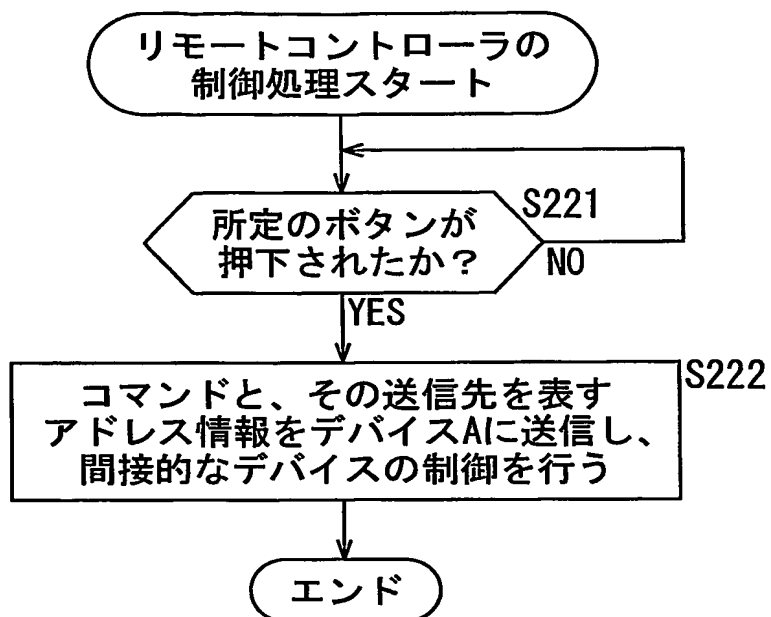 リモートコントローラの
制御処理スタート
S221
所定のボタンが
押下されたか？
NO
YES
S222
コマンドと、その送信先を表す
アドレス情報をデバイスAに送信し、
間接的なデバイスの制御を行う
エンド